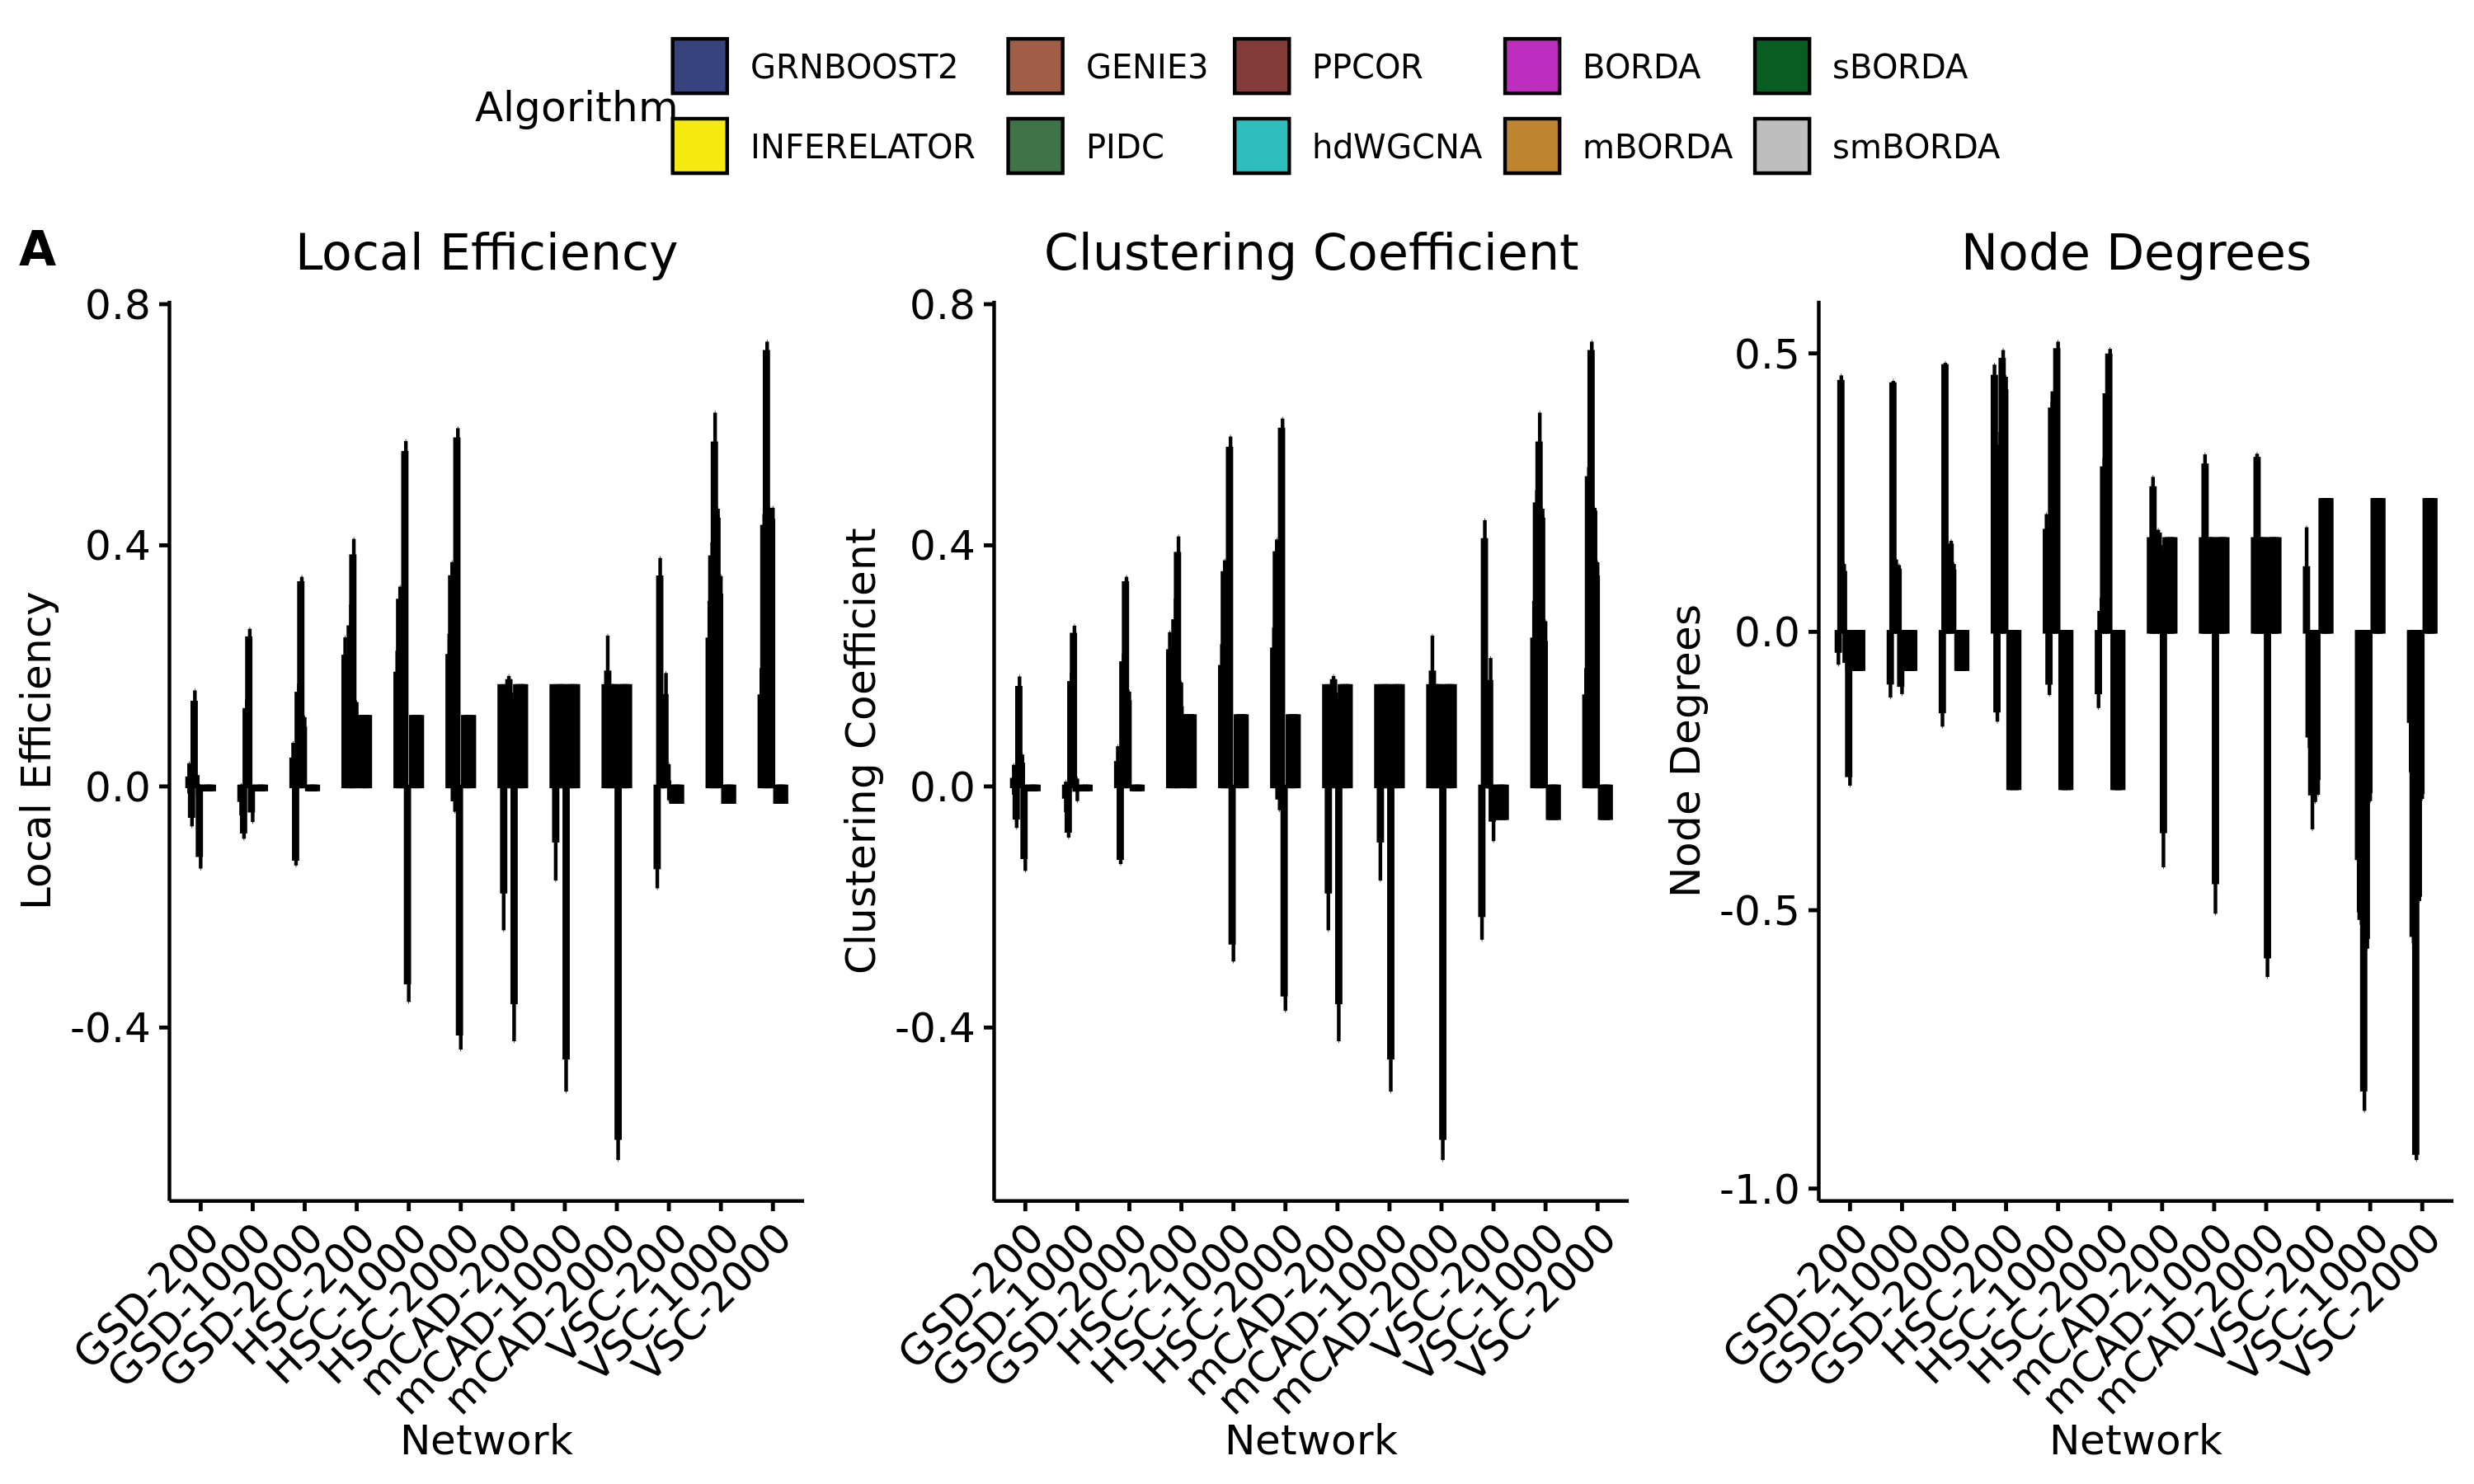 Algorithm
GRNBOOST2 GENIE3 PPCOR BORDA sBORDA
INFERELATOR PIDC hdWGCNA mBORDA smBORDA
A
Local Efficiency
Local Efficiency
0.8
0.4
0.0
-0.4
GSD-200
GSD-1000
GSD-2000
HSC-200
HSC-1000
HSC-2000
mCAD-200
mCAD-1000
mCAD-2000
VSC-200
VSC-1000
VSC-2000
Network
Clustering Coefficient
Clustering Coefficient
0.8
0.4
0.0
-0.4
GSD-200
GSD-1000
GSD-2000
HSC-200
HSC-1000
HSC-2000
mCAD-200
mCAD-1000
mCAD-2000
VSC-200
VSC-1000
VSC-2000
Network
Node Degrees
Node Degrees
0.5
0.0
-0.5
-1.0
GSD-200
GSD-1000
GSD-2000
HSC-200
HSC-1000
HSC-2000
mCAD-200
mCAD-1000
mCAD-2000
VSC-200
VSC-1000
VSC-2000
Network